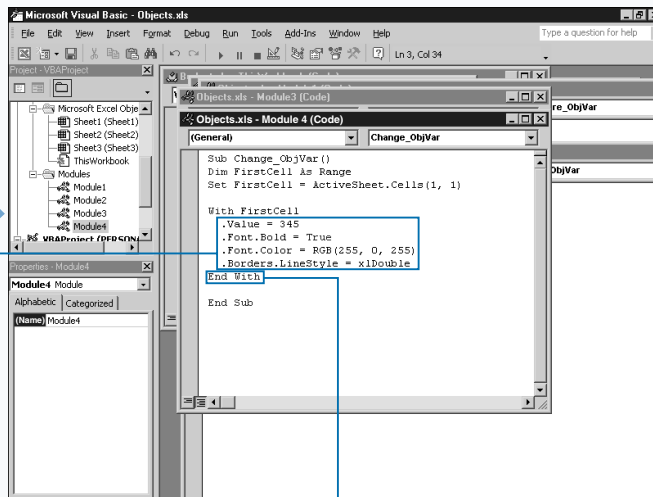 Microsoft Visual Basic - Objects.xls
File Edit View Insert Format Debug Run Tools Add-Ins Window Help
Type a question for help
Ln 3, Col 34
Project - VBAProject
Microsoft Excel Obje
Sheet1 (Sheet1)
Sheet2 (Sheet2)
Sheet3 (Sheet3)
ThisWorkbook
Modules
Module1
Module2
Module3
Module4
VBAProject (PERSON
Properties - Module4
Module4 Module
Alphabetic Categorized
(Name) Module4
Objects.xls - Module3 (Code)
re_ObjVar
ObjVar
Objects.xls - Module 4 (Code)
(General) Change_ObjVar
Sub Change_ObjVar()
Dim FirstCell As Range
Set FirstCell = ActiveSheet.Cells(1, 1)
With FirstCell
.Value = 345
.Font.Bold = True
.Font.Color = RGB(255, 0, 255)
.Borders.LineStyle = xlDouble
End With
End Sub